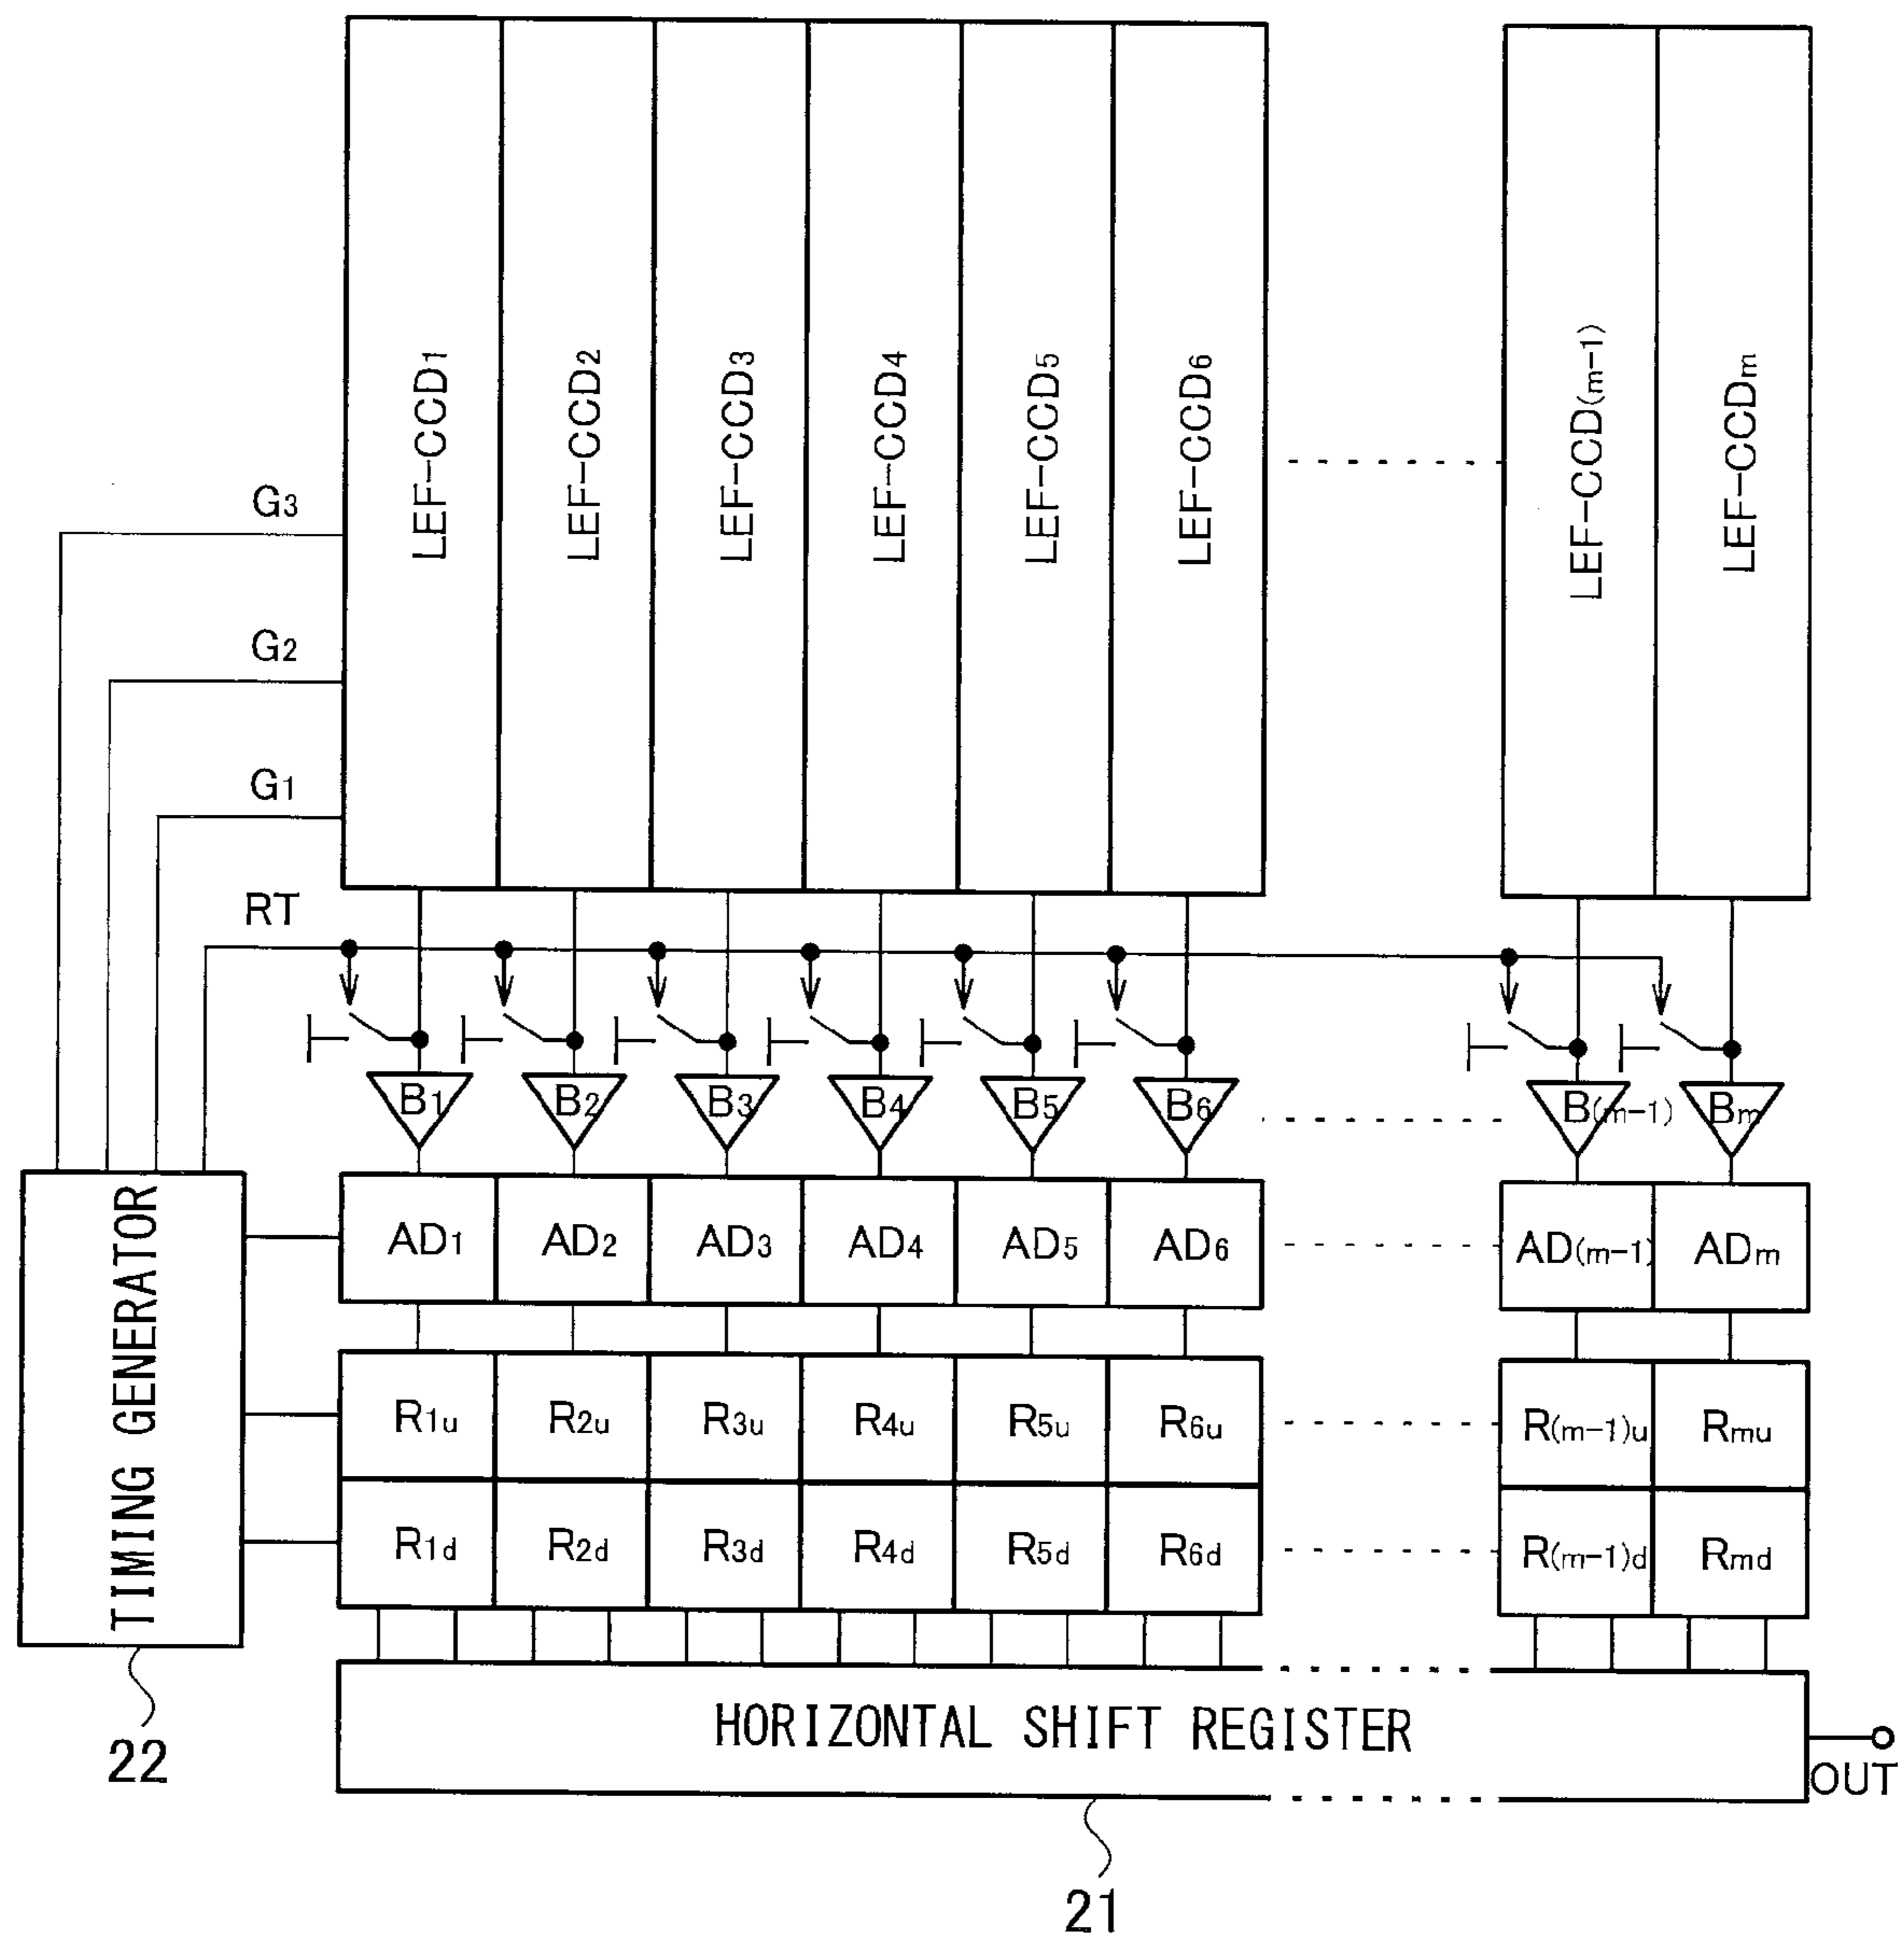 LEF-CCD1 LEF-CCD2 LEF-CCD3 LEF-CCD4 LEF-CCD5 LEF-CCD6 LEF-CCD(m-1) LEF-CCDm
G3
G2
G1
RT
B1 B2 B3 B4 B5 B6 B(m-1) Bm
TIMING GENERATOR
AD1 AD2 AD3 AD4 AD5 AD6 AD(m-1) ADm
R1u R2u R3u R4u R5u R6u R(m-1)u Rmu
R1d R2d R3d R4d R5d R6d R(m-1)d Rmd
HORIZONTAL SHIFT REGISTER
OUT
22
21